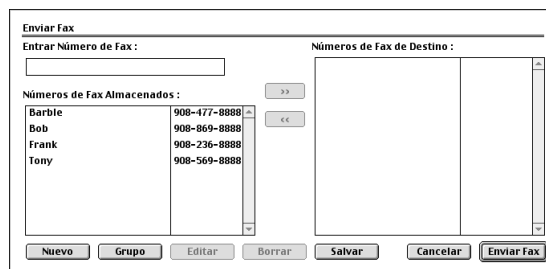 Enviar Fax
Entrar Número de Fax :
Números de Fax de Destino :
>>
Números de Fax Almacenados :
<<
Barbie 908-477-8888
Bob 908-869-8888
Frank 908-236-8888
Tony 908-569-8888
Nuevo Grupo Editar Borrar Salvar Cancelar Enviar Fax